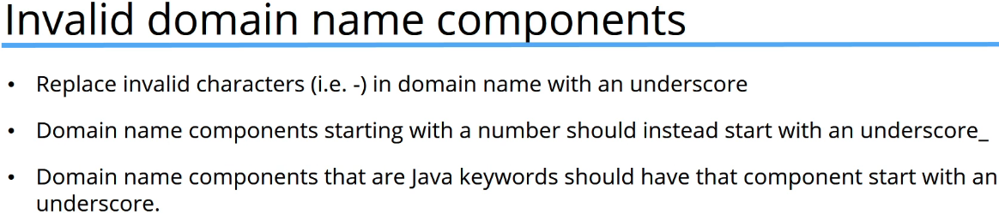 Invalid domain name components
• Replace invalid characters (i.e. -) in domain name with an underscore
• Domain name components starting with a number should instead start with an underscore_
• Domain name components that are Java keywords should have that component start with an
underscore.